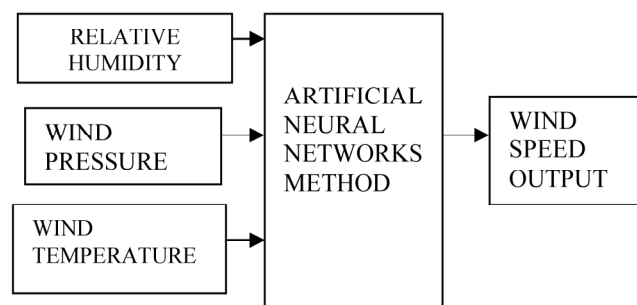 RELATIVE
HUMIDITY
WIND
PRESSURE
WIND
TEMPERATURE
ARTIFICIAL
NEURAL
NETWORKS
METHOD
WIND
SPEED
OUTPUT